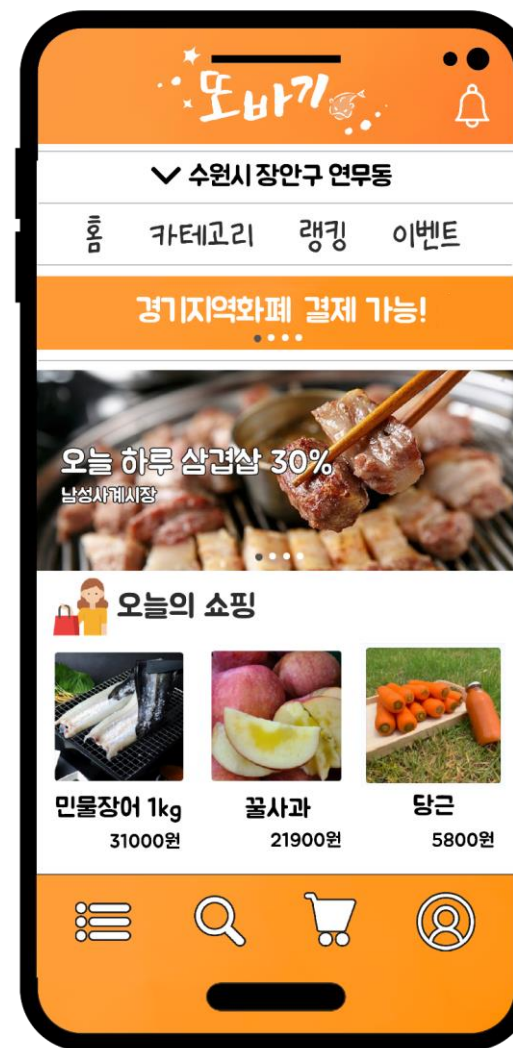 또바기
수원시 장안구 연무동
홈 카테고리 랭킹 이벤트
경기지역화폐 결제 가능!
오늘 하루 삼겹살 30%
남성사계시장
오늘의 쇼핑
민물장어 1kg 꿀사과 당근
31000원 21900원 5800원